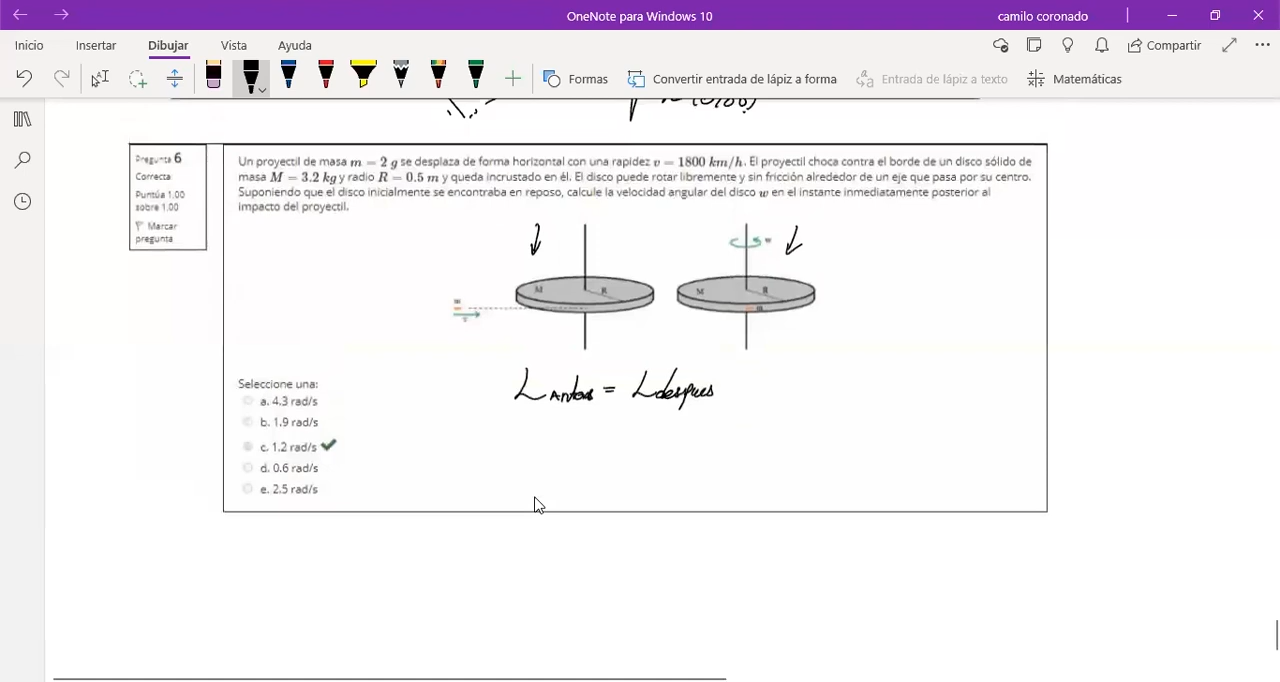 OneNote para Windows 10
camilo coronado
Inicio Insertar Dibujar Vista Ayuda
Compartir
Formas Convertir entrada de lápiz a forma Entrada de lápiz a texto Matemáticas
Pregunta 6
Correcta
Puntúa 1,00
sobre 1,00
Marcar
pregunta
Un proyectil de masa m = 2 g se desplaza de forma horizontal con una rapidez v = 1800 km/h. El proyectil choca contra el borde de un disco sólido de
masa M = 3.2 kg y radio R = 0.5 m y queda incrustado en él. El disco puede rotar libremente y sin fricción alrededor de un eje que pasa por su centro.
Suponiendo que el disco inicialmente se encontraba en reposo, calcule la velocidad angular del disco w en el instante inmediatamente posterior al
impacto del proyectil.
w
M R M R
m
v
m
L Antes = L después
Seleccione una:
a. 4.3 rad/s
b. 1.9 rad/s
c. 1.2 rad/s
d. 0.6 rad/s
e. 2.5 rad/s